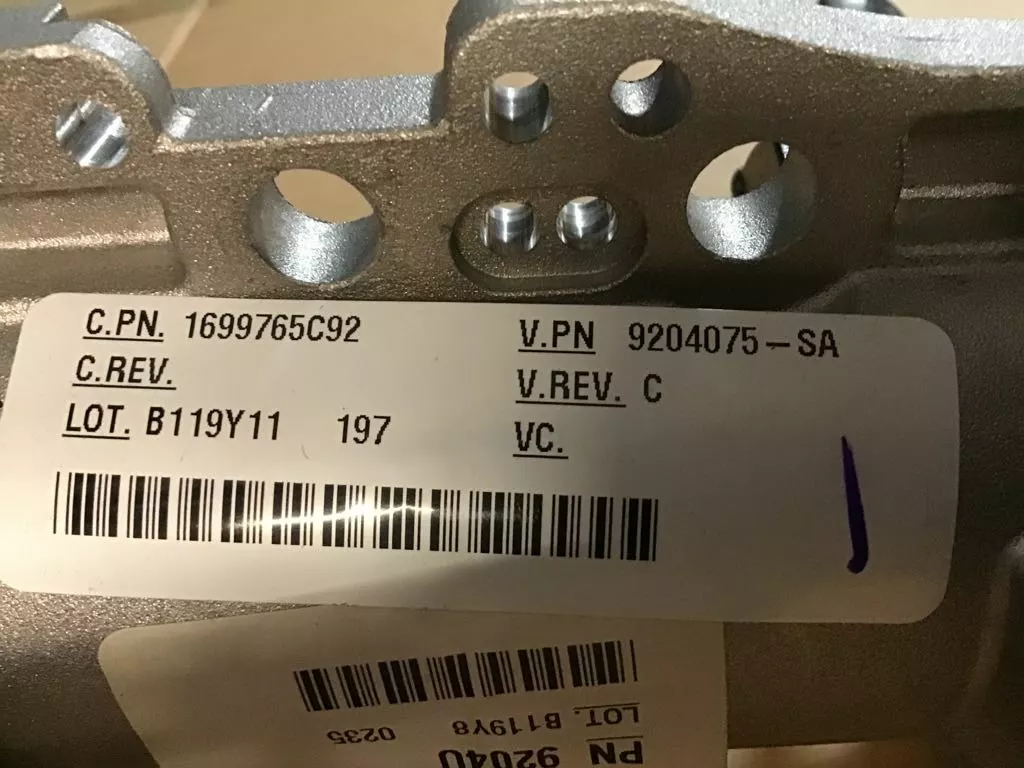 C.PN. 1699765C92
V.PN 9204075-SA
C.REV.
V.REV. C
LOT. B119Y11 197
VC.
LOT. B119Y8 0235
PN 9204